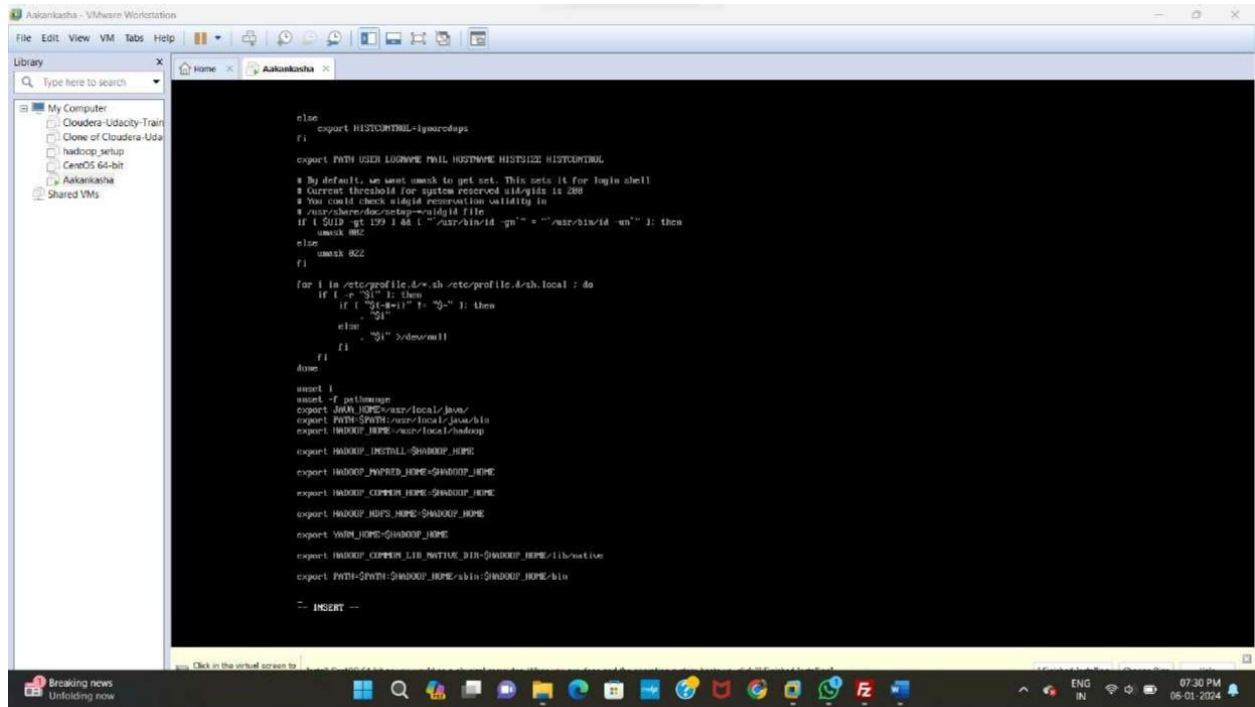 Aakankasha - VMware Workstation
File Edit View VM Tabs Help
Library
Home
Aakankasha
Type here to search
My Computer
Cloudera-Udacity-Train
Clone of Cloudera-Uda
hadoop_setup
CentOS 64-bit
Aakankasha
Shared VMs
else
export HISTCONTROL=ignoredups
fi
export PATH USER LOGNAME MAIL HOSTNAME HISTSIZE HISTCONTROL
# By default, we want umask to get set. This sets it for login shell
# Current threshold for system reserved uid/gids is 200
# You could check uidgid reservation validity in
# /usr/share/doc/setup-*/uidgid file
if [ $UID -gt 199 ] && [ "`/usr/bin/id -gn`" = "`/usr/bin/id -un`" ]; then
umask 002
else
umask 022
fi
for i in /etc/profile.d/*.sh /etc/profile.d/sh.local ; do
if [ -r "$i" ]; then
if [ "${-#*i}" != "$-" ]; then
. "$i"
else
. "$i" >/dev/null
fi
fi
done
unset i
unset -f pathmunge
export JAVA_HOME=/usr/local/java/
export PATH=$PATH:/usr/local/java/bin
export HADOOP_HOME=/usr/local/hadoop
export HADOOP_INSTALL=$HADOOP_HOME
export HADOOP_MAPRED_HOME=$HADOOP_HOME
export HADOOP_COMMON_HOME=$HADOOP_HOME
export HADOOP_HDFS_HOME=$HADOOP_HOME
export YARN_HOME=$HADOOP_HOME
export HADOOP_COMMON_LIB_NATIVE_DIR=$HADOOP_HOME/lib/native
export PATH=$PATH:$HADOOP_HOME/sbin:$HADOOP_HOME/bin
-- INSERT --
Click in the virtual screen to
Breaking news
Unfolding now
ENG
IN
07:30 PM
06-01-2024